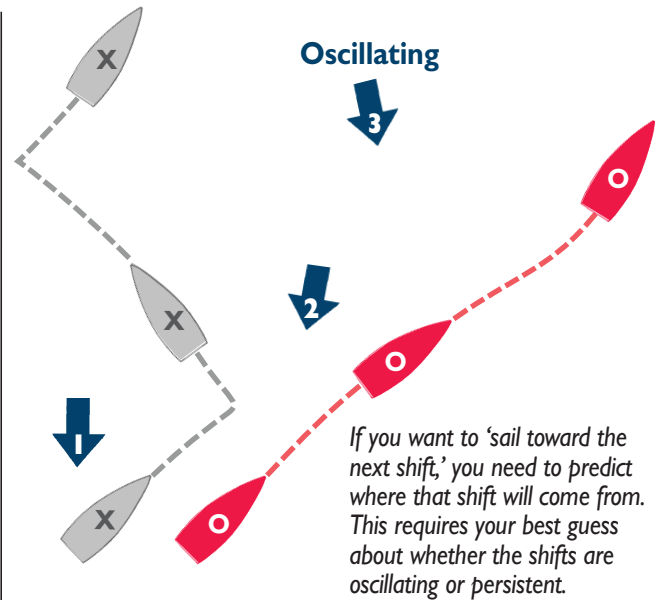 X
Oscillating
3
O
2
X
O
1
X
O
If you want to ‘sail toward the
next shift,’ you need to predict
where that shift will come from.
This requires your best guess
about whether the shifts are
oscillating or persistent.